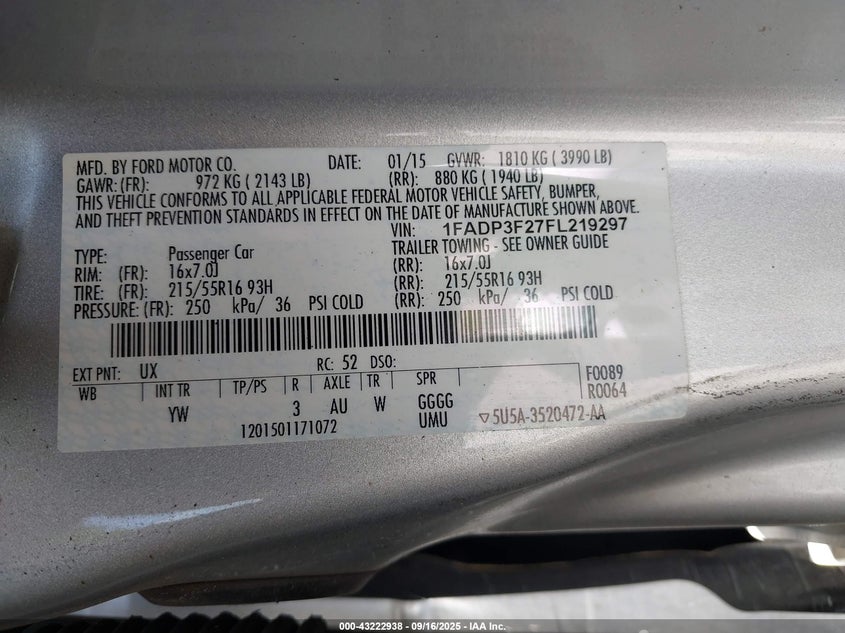 MFD. BY FORD MOTOR CO. DATE: 01/15 GVWR: 1810 KG ( 3990 LB)
GAWR: (FR): 972 KG ( 2143 LB) (RR): 880 KG ( 1940 LB)
THIS VEHICLE CONFORMS TO ALL APPLICABLE FEDERAL MOTOR VEHICLE SAFETY, BUMPER,
AND THEFT PREVENTION STANDARDS IN EFFECT ON THE DATE OF MANUFACTURE SHOWN ABOVE.
VIN: 1FADP3F27FL219297
TYPE: Passenger Car TRAILER TOWING - SEE OWNER GUIDE
RIM: (FR): 16x7.0J (RR): 16x7.0J
TIRE: (FR): 215/55R16 93H (RR): 215/55R16 93H
PRESSURE: (FR): 250 kPa/ 36 PSI COLD (RR): 250 kPa/ 36 PSI COLD
EXT PNT: UX RC: 52 DSO: F0089
WB INT TR TP/PS R AXLE TR SPR R0064
YW 3 AU W GGGG
1201501171072 UMU ▽5U5A-3520472-AA
000-43222938 - 09/16/2025 - IAA Inc.